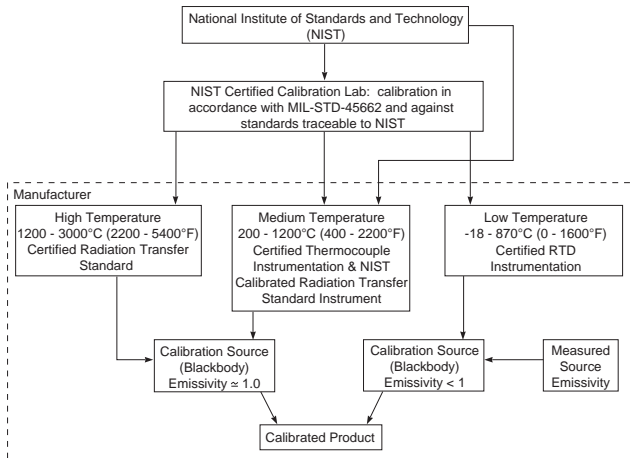 National Institute of Standards and Technology
(NIST)
NIST Certified Calibration Lab: calibration in
accordance with MIL-STD-45662 and against
standards traceable to NIST
Manufacturer
High Temperature
1200 - 3000°C (2200 - 5400°F)
Certified Radiation Transfer
Standard
Medium Temperature
200 - 1200°C (400 - 2200°F)
Certified Thermocouple
Instrumentation & NIST
Calibrated Radiation Transfer
Standard Instrument
Low Temperature
-18 - 870°C (0 - 1600°F)
Certified RTD
Instrumentation
Calibration Source
(Blackbody)
Emissivity ≃ 1.0
Calibration Source
(Blackbody)
Emissivity < 1
Measured
Source
Emissivity
Calibrated Product